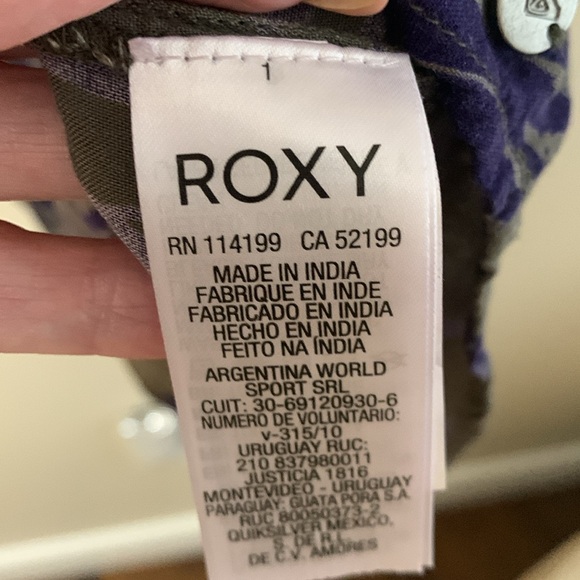 1
ROXY
RN 114199 CA 52199
MADE IN INDIA
FABRIQUE EN INDE
FABRICADO EN INDIA
HECHO EN INDIA
FEITO NA ÍNDIA
ARGENTINA WORLD
SPORT SRL
CUIT: 30-69120930-6
NUMERO DE VOLUNTARIO:
v-315/10
URUGUAY RUC:
210 837980011
JUSTICIA 1816
MONTEVIDEO - URUGUAY
PARAGUAY: GUATA PORA S.A.
RUC 80050373-2
QUIKSILVER MEXICO,
S. DE R.L.
DE C.V. AMORES